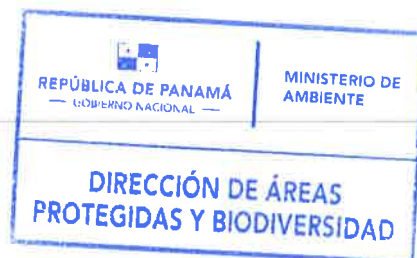 REPÚBLICA DE PANAMÁ
— GOBIERNO NACIONAL —
MINISTERIO DE
AMBIENTE
DIRECCIÓN DE ÁREAS
PROTEGIDAS Y BIODIVERSIDAD